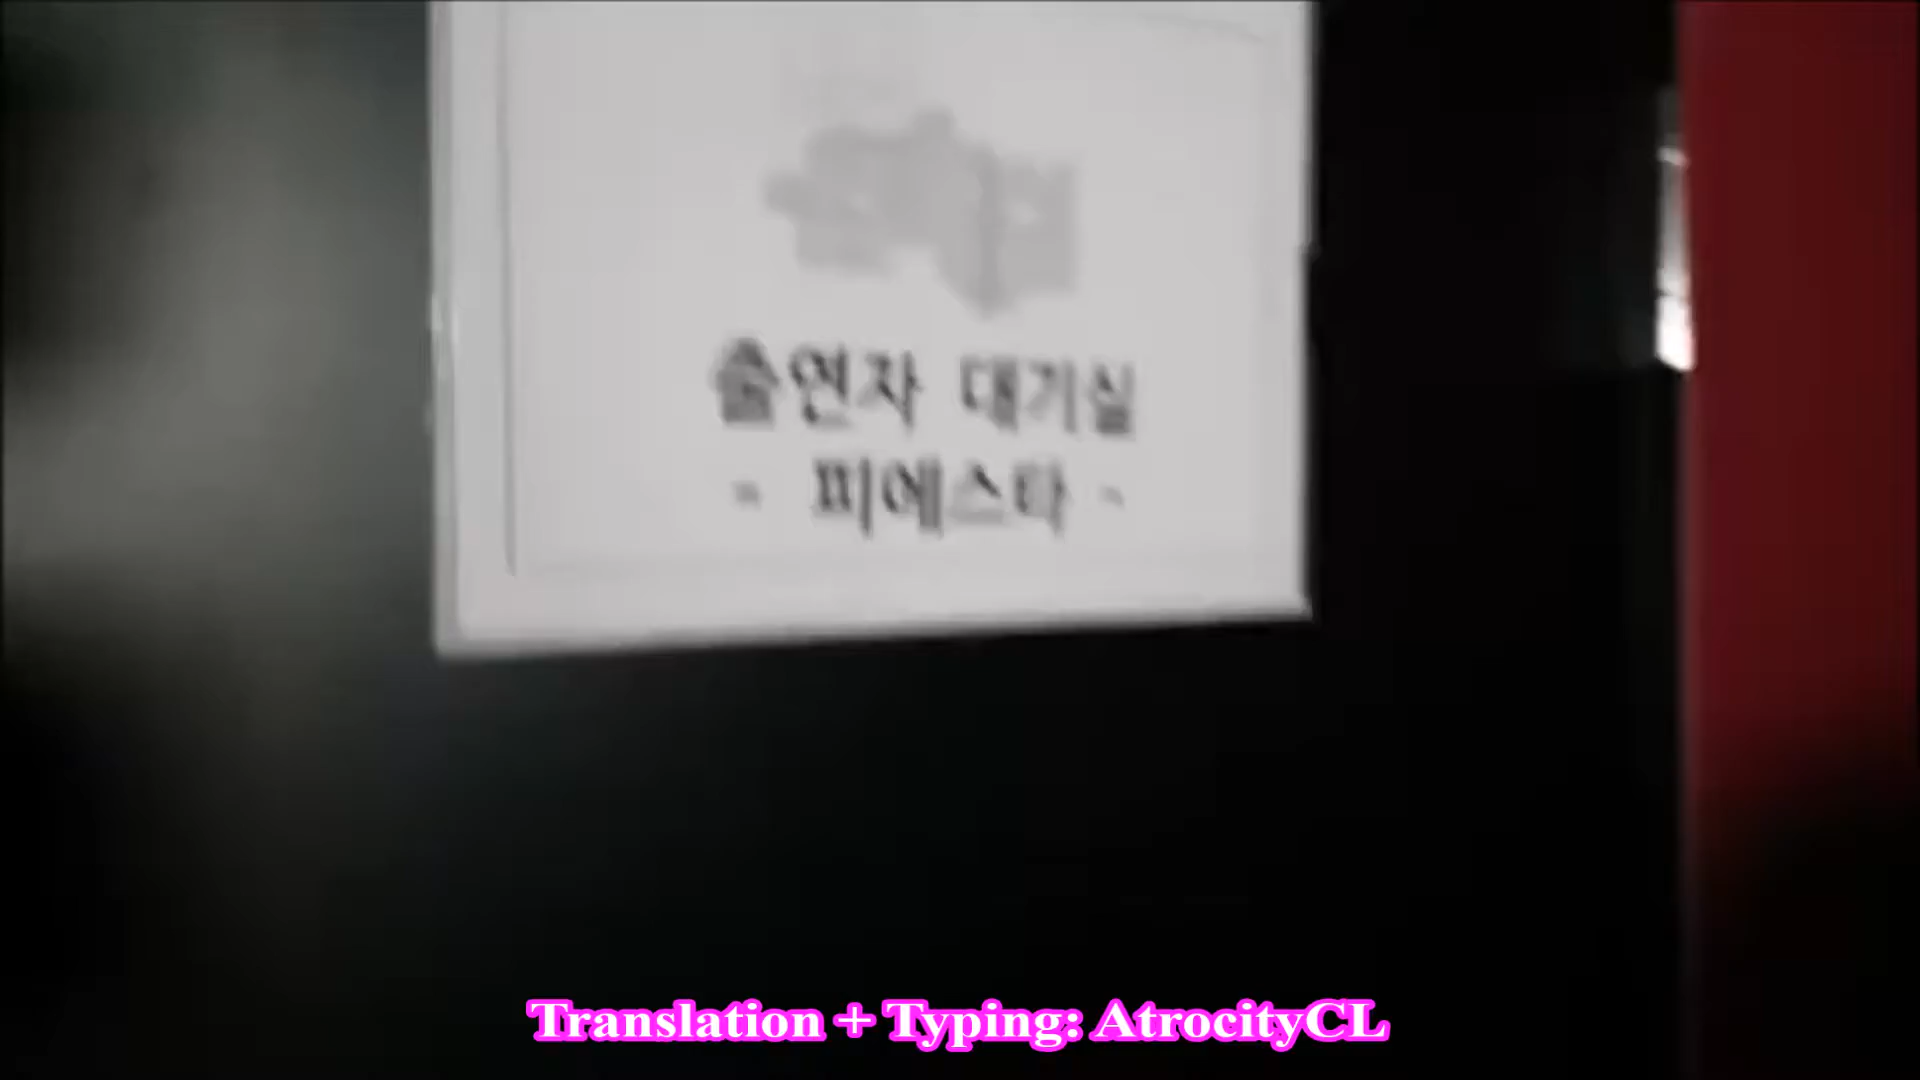 출연자 대기실
- 피에스타 -
Translation + Typing: AtrocityCL